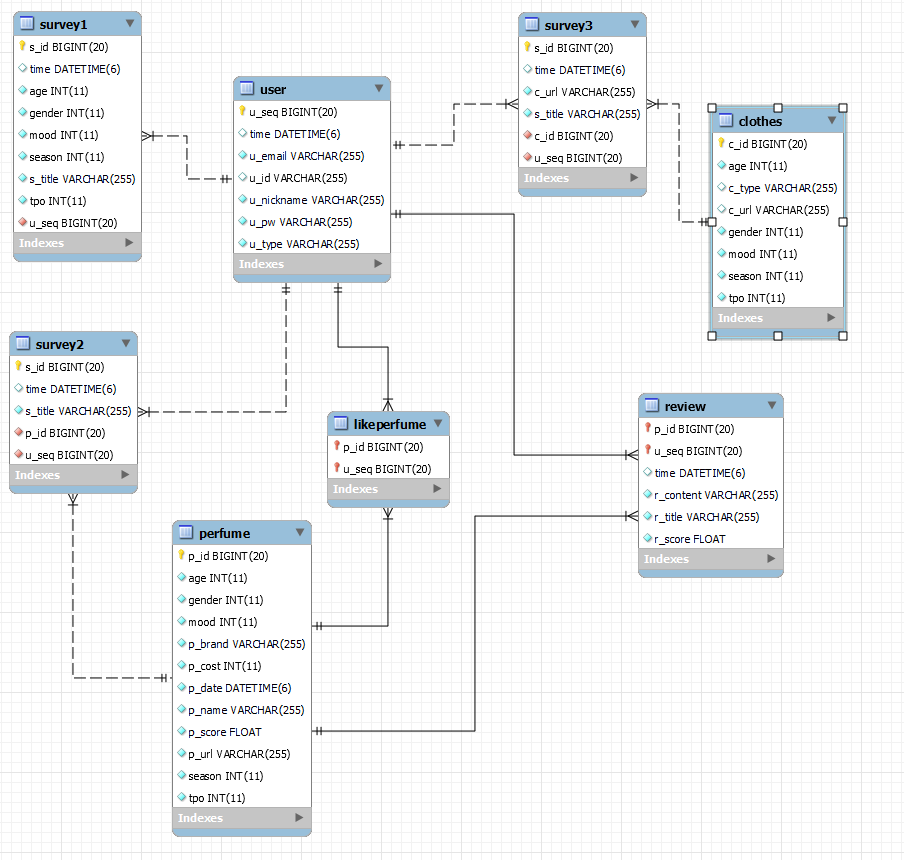 survey1
s_id BIGINT(20)
time DATETIME(6)
age INT(11)
gender INT(11)
mood INT(11)
season INT(11)
s_title VARCHAR(255)
tpo INT(11)
u_seq BIGINT(20)
Indexes
user
u_seq BIGINT(20)
time DATETIME(6)
u_email VARCHAR(255)
u_id VARCHAR(255)
u_nickname VARCHAR(255)
u_pw VARCHAR(255)
u_type VARCHAR(255)
Indexes
survey3
s_id BIGINT(20)
time DATETIME(6)
c_url VARCHAR(255)
s_title VARCHAR(255)
c_id BIGINT(20)
u_seq BIGINT(20)
Indexes
clothes
c_id BIGINT(20)
age INT(11)
c_type VARCHAR(255)
c_url VARCHAR(255)
gender INT(11)
mood INT(11)
season INT(11)
tpo INT(11)
Indexes
survey2
s_id BIGINT(20)
time DATETIME(6)
s_title VARCHAR(255)
p_id BIGINT(20)
u_seq BIGINT(20)
Indexes
likeperfume
p_id BIGINT(20)
u_seq BIGINT(20)
Indexes
review
p_id BIGINT(20)
u_seq BIGINT(20)
time DATETIME(6)
r_content VARCHAR(255)
r_title VARCHAR(255)
r_score FLOAT
Indexes
perfume
p_id BIGINT(20)
age INT(11)
gender INT(11)
mood INT(11)
p_brand VARCHAR(255)
p_cost INT(11)
p_date DATETIME(6)
p_name VARCHAR(255)
p_score FLOAT
p_url VARCHAR(255)
season INT(11)
tpo INT(11)
Indexes